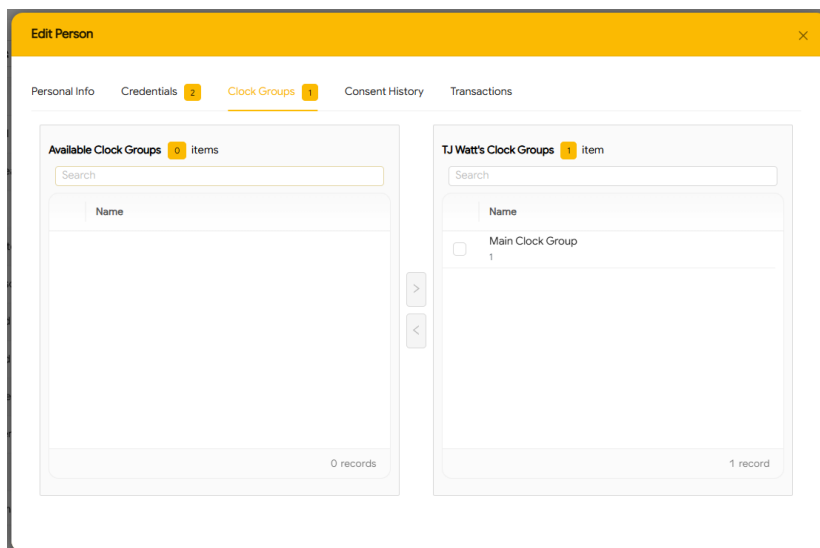 Edit Person
Personal Info Credentials 2 Clock Groups 1 Consent History Transactions
Available Clock Groups 0 items
Search
Name
0 records
TJ Watt's Clock Groups 1 item
Search
Name
Main Clock Group
1
1 record